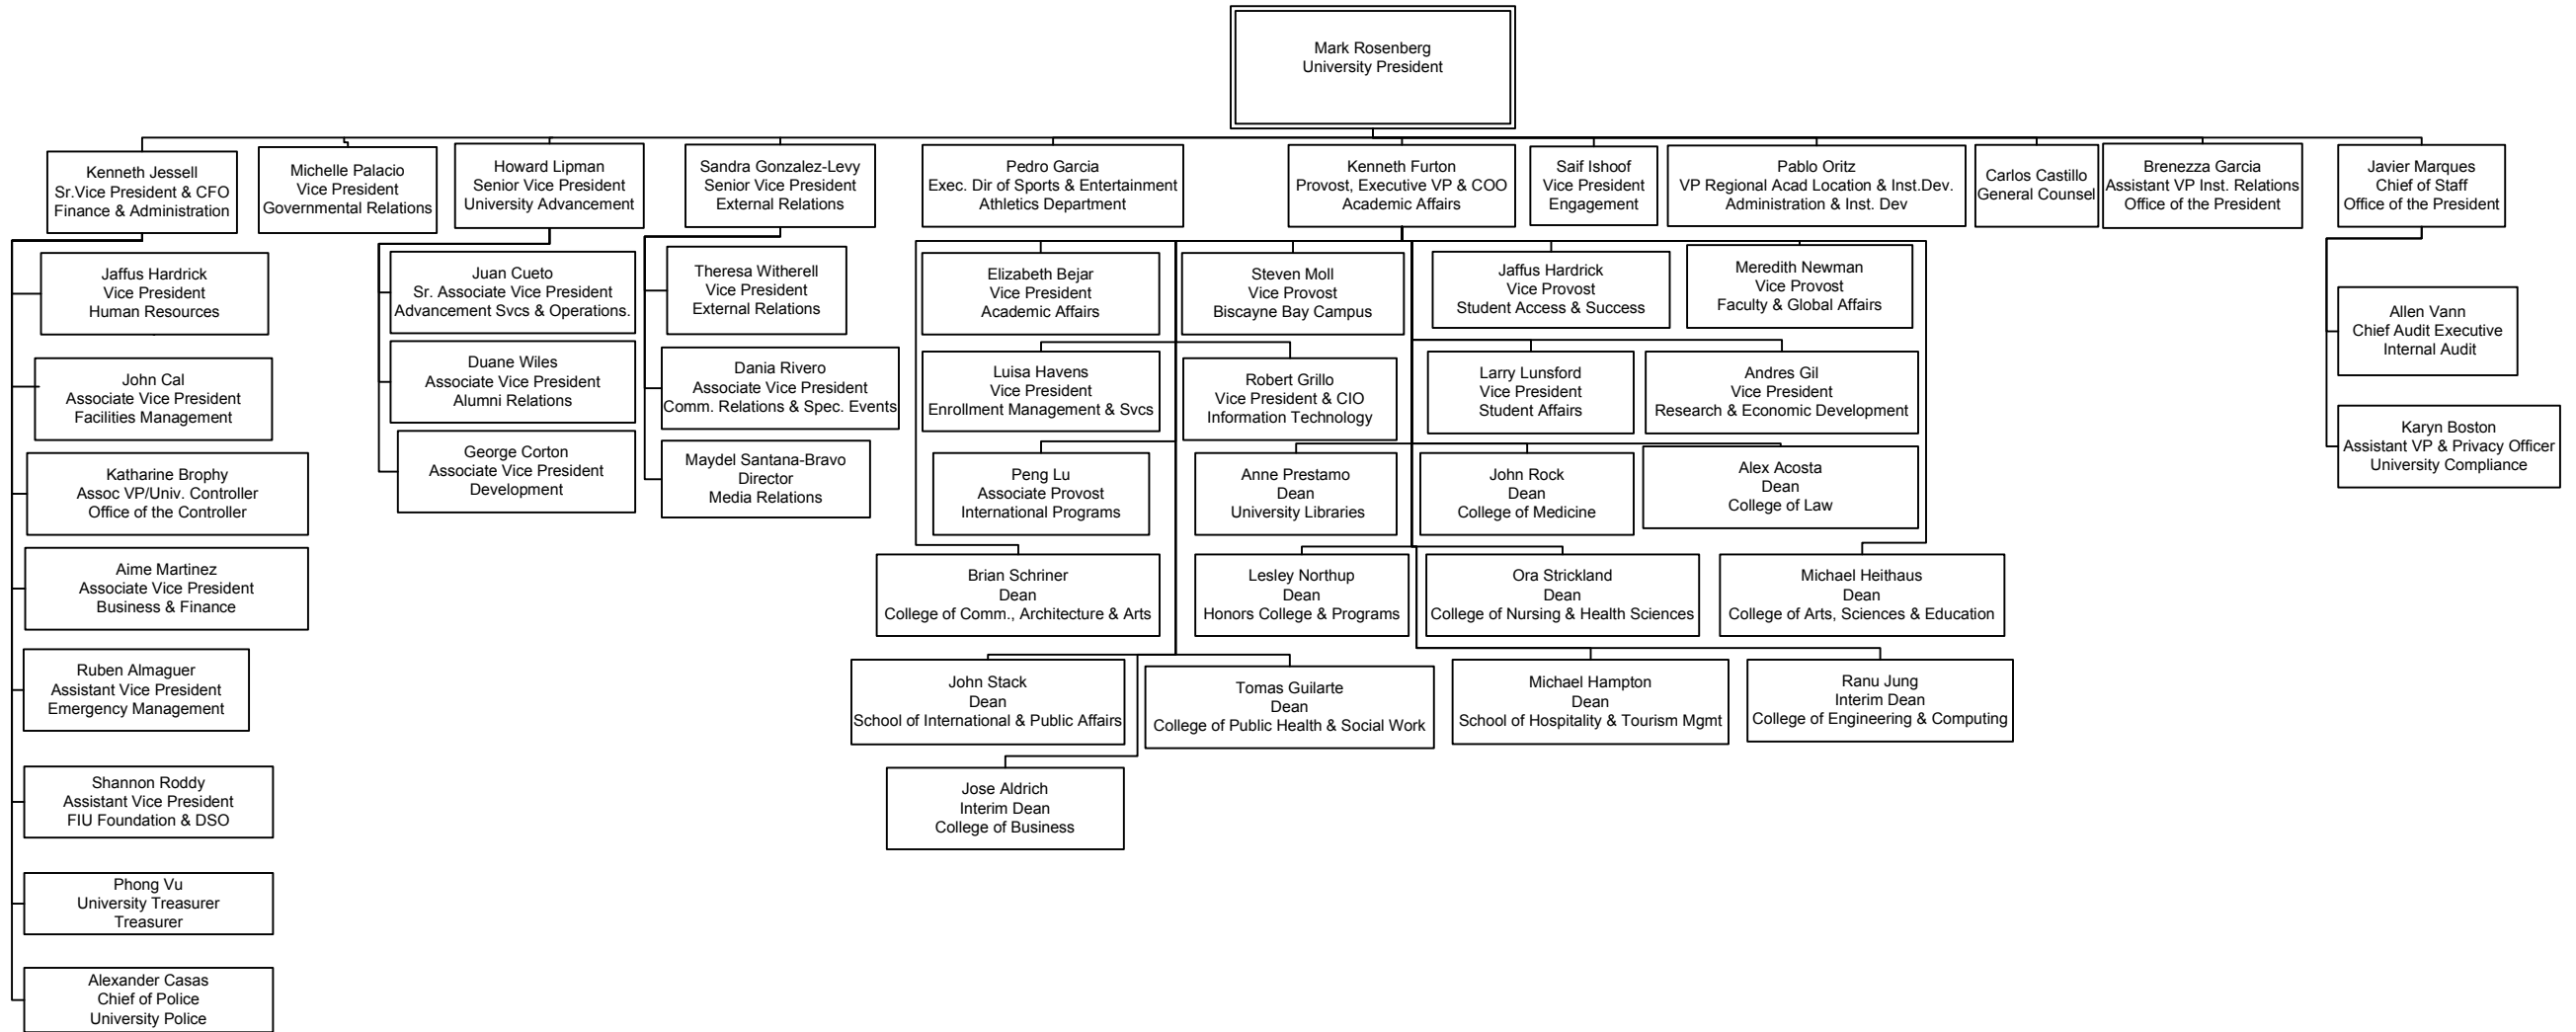 Mark Rosenberg
University President
Kenneth Jessell
Sr.Vice President & CFO
Finance & Administration
Michelle Palacio
Vice President
Governmental Relations
Howard Lipman
Senior Vice President
University Advancement
Sandra Gonzalez-Levy
Senior Vice President
External Relations
Pedro Garcia
Exec. Dir of Sports & Entertainment
Athletics Department
Kenneth Furton
Provost, Executive VP & COO
Academic Affairs
Saif Ishoof
Vice President
Engagement
Pablo Oritz
VP Regional Acad Location & Inst.Dev.
Administration & Inst. Dev
Carlos Castillo
General Counsel
Brenezza Garcia
Assistant VP Inst. Relations
Office of the President
Javier Marques
Chief of Staff
Office of the President
Jaffus Hardrick
Vice President
Human Resources
John Cal
Associate Vice President
Facilities Management
Katharine Brophy
Assoc VP/Univ. Controller
Office of the Controller
Aime Martinez
Associate Vice President
Business & Finance
Ruben Almaguer
Assistant Vice President
Emergency Management
Shannon Roddy
Assistant Vice President
FIU Foundation & DSO
Phong Vu
University Treasurer
Treasurer
Alexander Casas
Chief of Police
University Police
Juan Cueto
Sr. Associate Vice President
Advancement Svcs & Operations.
Duane Wiles
Associate Vice President
Alumni Relations
George Corton
Associate Vice President
Development
Theresa Witherell
Vice President
External Relations
Dania Rivero
Associate Vice President
Comm. Relations & Spec. Events
Maydel Santana-Bravo
Director
Media Relations
Elizabeth Bejar
Vice President
Academic Affairs
Steven Moll
Vice Provost
Biscayne Bay Campus
Jaffus Hardrick
Vice Provost
Student Access & Success
Meredith Newman
Vice Provost
Faculty & Global Affairs
Luisa Havens
Vice President
Enrollment Management & Svcs
Robert Grillo
Vice President & CIO
Information Technology
Larry Lunsford
Vice President
Student Affairs
Andres Gil
Vice President
Research & Economic Development
Peng Lu
Associate Provost
International Programs
Anne Prestamo
Dean
University Libraries
John Rock
Dean
College of Medicine
Alex Acosta
Dean
College of Law
Brian Schriner
Dean
College of Comm., Architecture & Arts
Lesley Northup
Dean
Honors College & Programs
Ora Strickland
Dean
College of Nursing & Health Sciences
Michael Heithaus
Dean
College of Arts, Sciences & Education
John Stack
Dean
School of International & Public Affairs
Tomas Guilarte
Dean
College of Public Health & Social Work
Michael Hampton
Dean
School of Hospitality & Tourism Mgmt
Ranu Jung
Interim Dean
College of Engineering & Computing
Jose Aldrich
Interim Dean
College of Business
Allen Vann
Chief Audit Executive
Internal Audit
Karyn Boston
Assistant VP & Privacy Officer
University Compliance